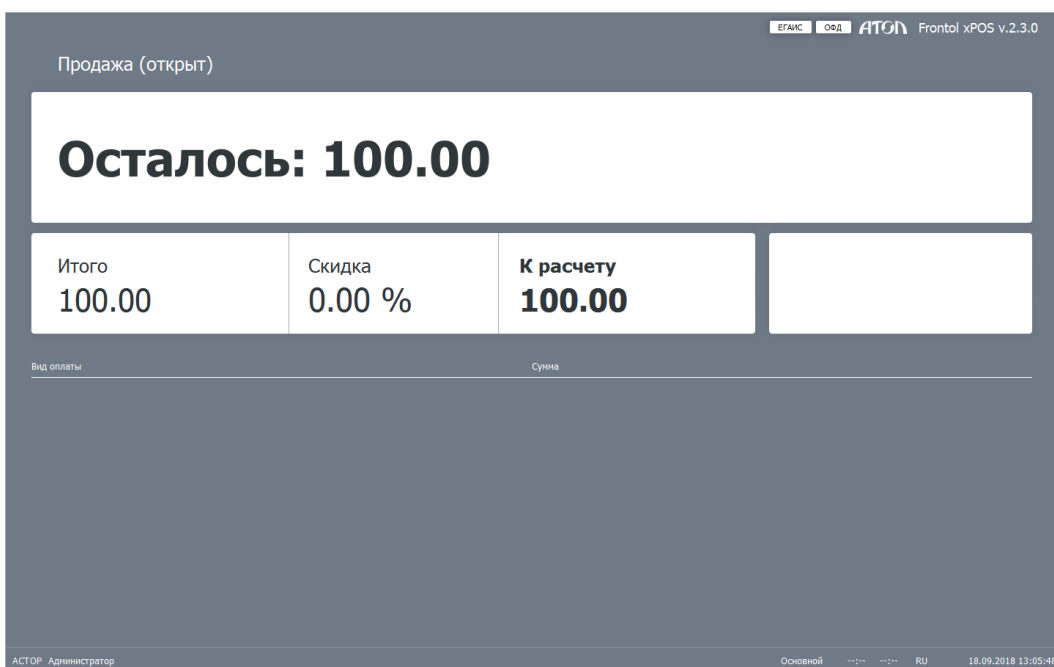 ЕГАИС ОФД АТОЛ Frontol xPOS v.2.3.0
Продажа (открыт)
Осталось: 100.00
Итого Скидка К расчету
100.00 0.00 % 100.00
Вид оплаты Сумма
АСТОР Администратор Основной --:-- --:-- RU 18.09.2018 13:05:48